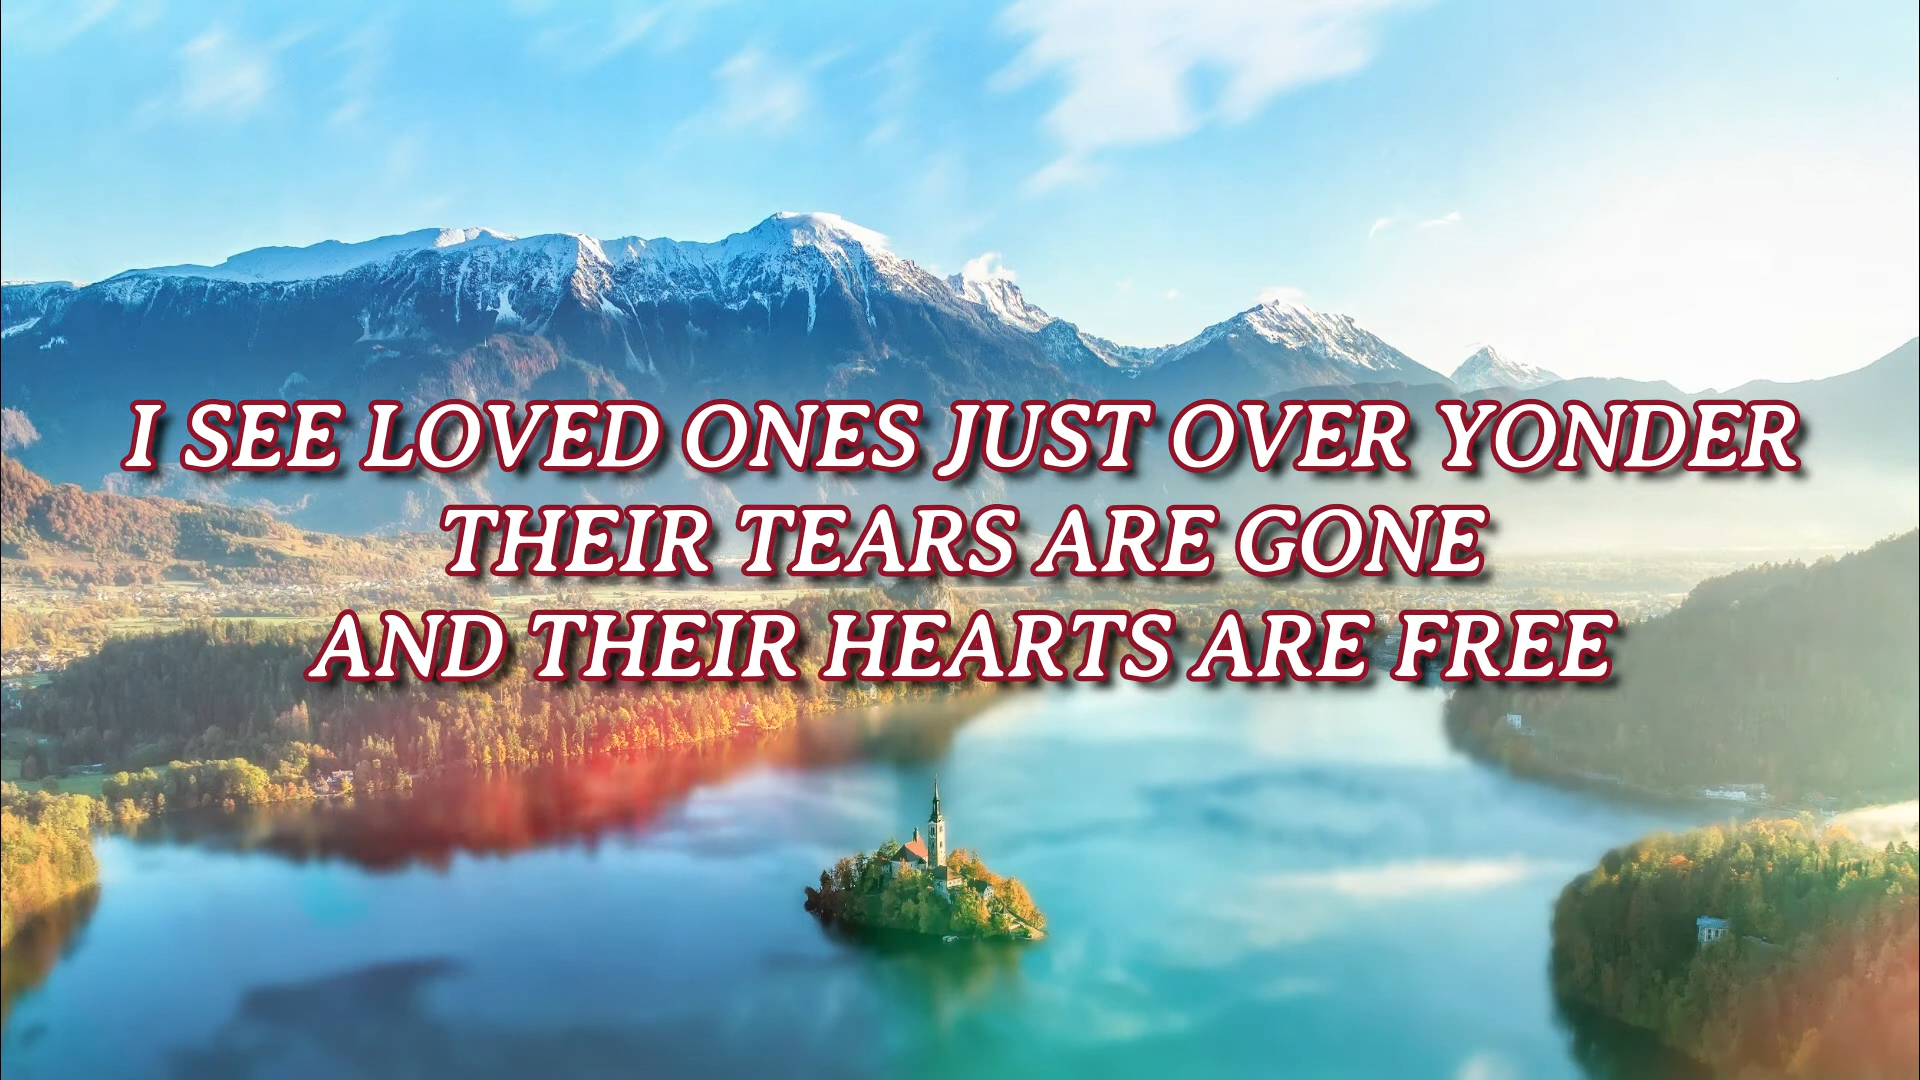 I SEE LOVED ONES JUST OVER YONDER
THEIR TEARS ARE GONE
AND THEIR HEARTS ARE FREE